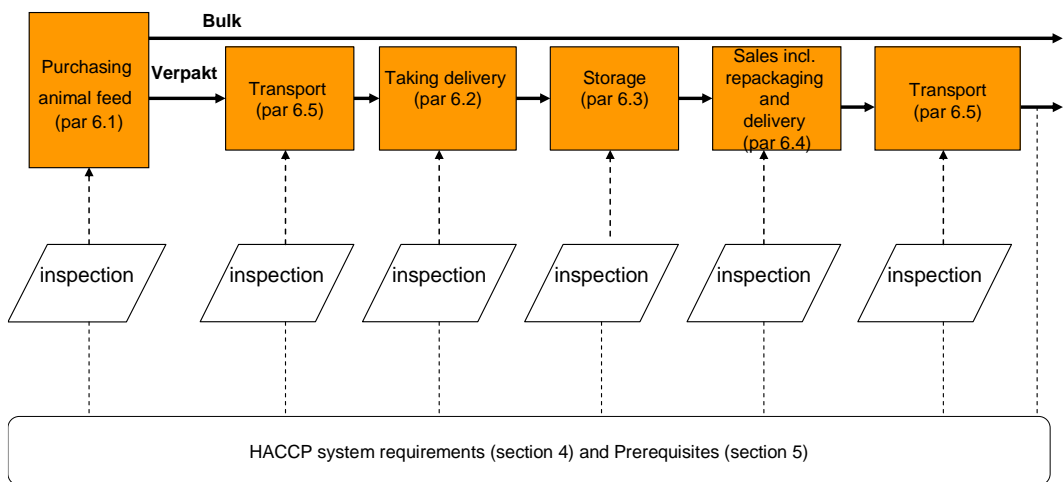 Bulk
Purchasing
animal feed
(par 6.1)
Verpakt
Transport
(par 6.5)
Taking delivery
(par 6.2)
Storage
(par 6.3)
Sales incl.
repackaging
and
delivery
(par 6.4)
Transport
(par 6.5)
inspection
inspection
inspection
inspection
inspection
inspection
HACCP system requirements (section 4) and Prerequisites (section 5)